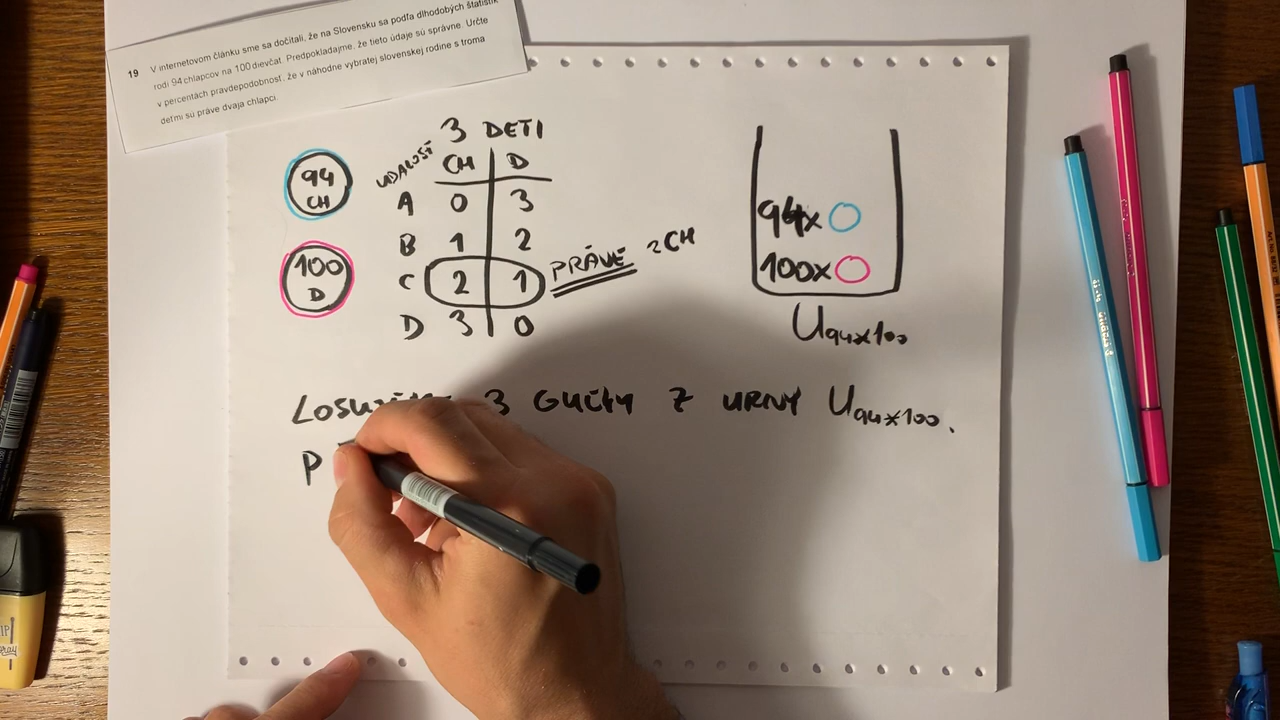 19 V internetovom článku sme sa dočítali, že na Slovensku sa podľa dlhodobých štatistík
rodí 94 chlapcov na 100 dievčat. Predpokladajme, že tieto údaje sú správne. Určte
v percentách pravdepodobnosť, že v náhodne vybratej slovenskej rodine s troma
deťmi sú práve dvaja chlapci.
3 DETI
UDALOSŤ CH D
94
CH
A 0 3
B 1 2
100
D
C 2 1 PRÁVE 2CH
D 3 0
94x
100x
U94x100
3 GUĽKY Z URNY U94x100.
P